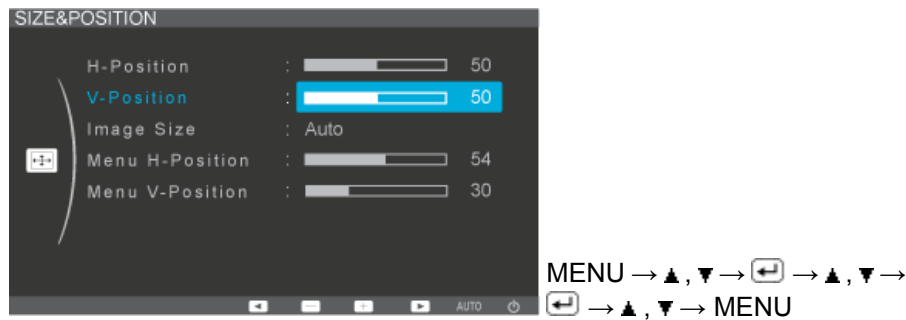 SIZE&POSITION
H-Position : 50
V-Position : 50
Image Size : Auto
Menu H-Position : 54
Menu V-Position : 30
AUTO
MENU → ▲ , ▼ → ↵ → ▲ , ▼ →
↵ → ▲ , ▼ → MENU